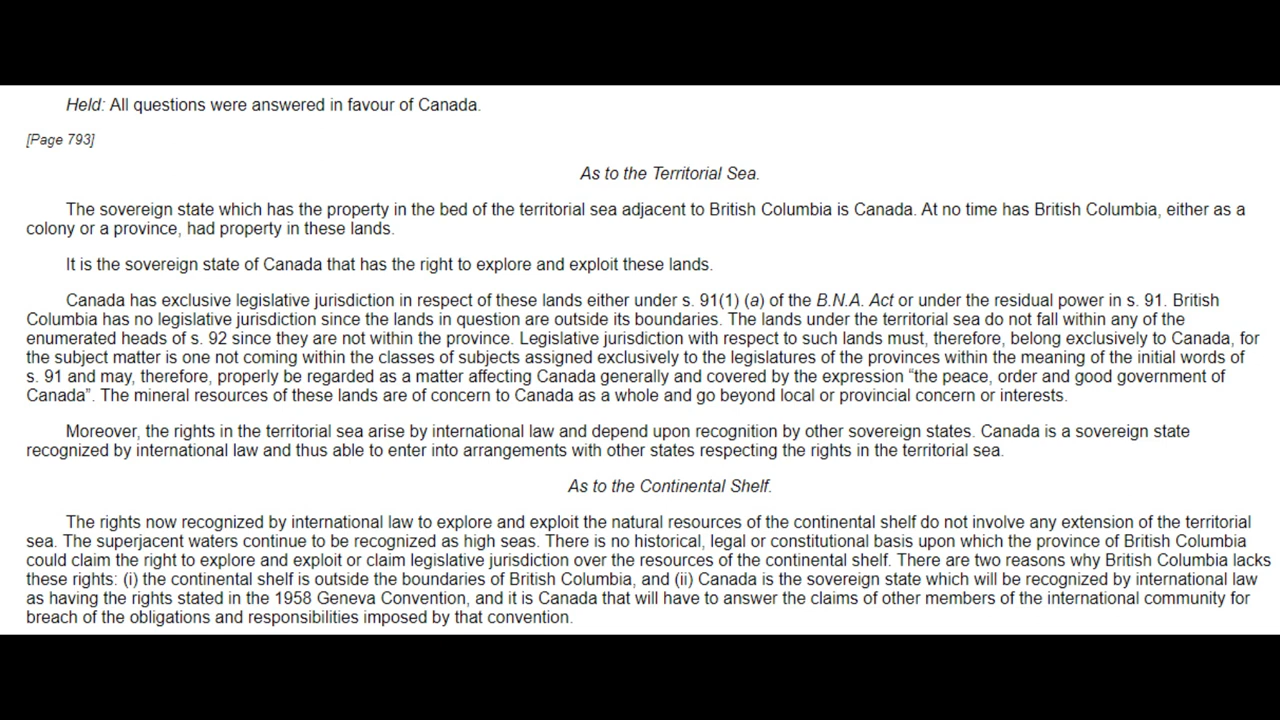 Held: All questions were answered in favour of Canada.
[Page 793]
As to the Territorial Sea.
The sovereign state which has the property in the bed of the territorial sea adjacent to British Columbia is Canada. At no time has British Columbia, either as a
colony or a province, had property in these lands.
It is the sovereign state of Canada that has the right to explore and exploit these lands.
Canada has exclusive legislative jurisdiction in respect of these lands either under s. 91(1) (a) of the B.N.A. Act or under the residual power in s. 91. British
Columbia has no legislative jurisdiction since the lands in question are outside its boundaries. The lands under the territorial sea do not fall within any of the
enumerated heads of s. 92 since they are not within the province. Legislative jurisdiction with respect to such lands must, therefore, belong exclusively to Canada, for
the subject matter is one not coming within the classes of subjects assigned exclusively to the legislatures of the provinces within the meaning of the initial words of
s. 91 and may, therefore, properly be regarded as a matter affecting Canada generally and covered by the expression “the peace, order and good government of
Canada”. The mineral resources of these lands are of concern to Canada as a whole and go beyond local or provincial concern or interests.
Moreover, the rights in the territorial sea arise by international law and depend upon recognition by other sovereign states. Canada is a sovereign state
recognized by international law and thus able to enter into arrangements with other states respecting the rights in the territorial sea.
As to the Continental Shelf.
The rights now recognized by international law to explore and exploit the natural resources of the continental shelf do not involve any extension of the territorial
sea. The superjacent waters continue to be recognized as high seas. There is no historical, legal or constitutional basis upon which the province of British Columbia
could claim the right to explore and exploit or claim legislative jurisdiction over the resources of the continental shelf. There are two reasons why British Columbia lacks
these rights: (i) the continental shelf is outside the boundaries of British Columbia, and (ii) Canada is the sovereign state which will be recognized by international law
as having the rights stated in the 1958 Geneva Convention, and it is Canada that will have to answer the claims of other members of the international community for
breach of the obligations and responsibilities imposed by that convention.